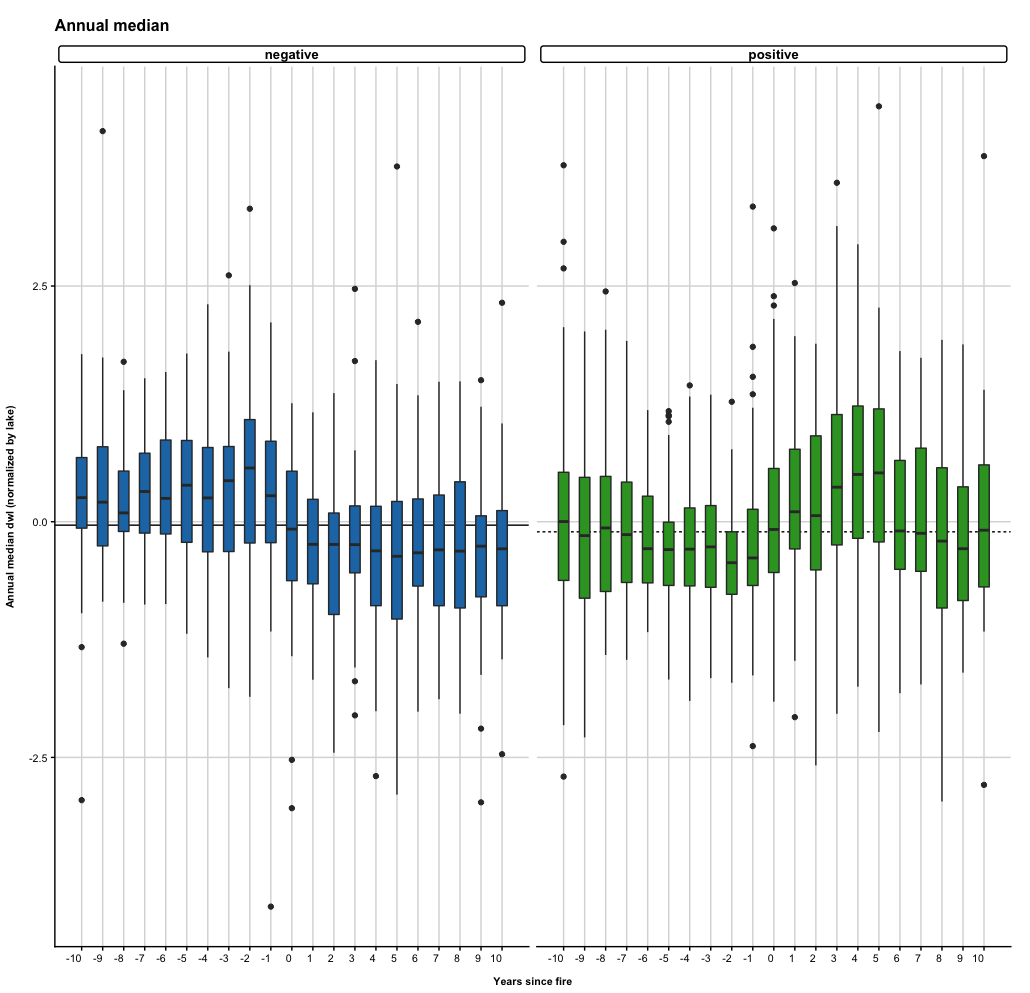 Annual median
negative positive
2.5
0.0
-2.5
Annual median dwl (normalized by lake)
-10 -9 -8 -7 -6 -5 -4 -3 -2 -1 0 1 2 3 4 5 6 7 8 9 10 -10 -9 -8 -7 -6 -5 -4 -3 -2 -1 0 1 2 3 4 5 6 7 8 9 10
Years since fire